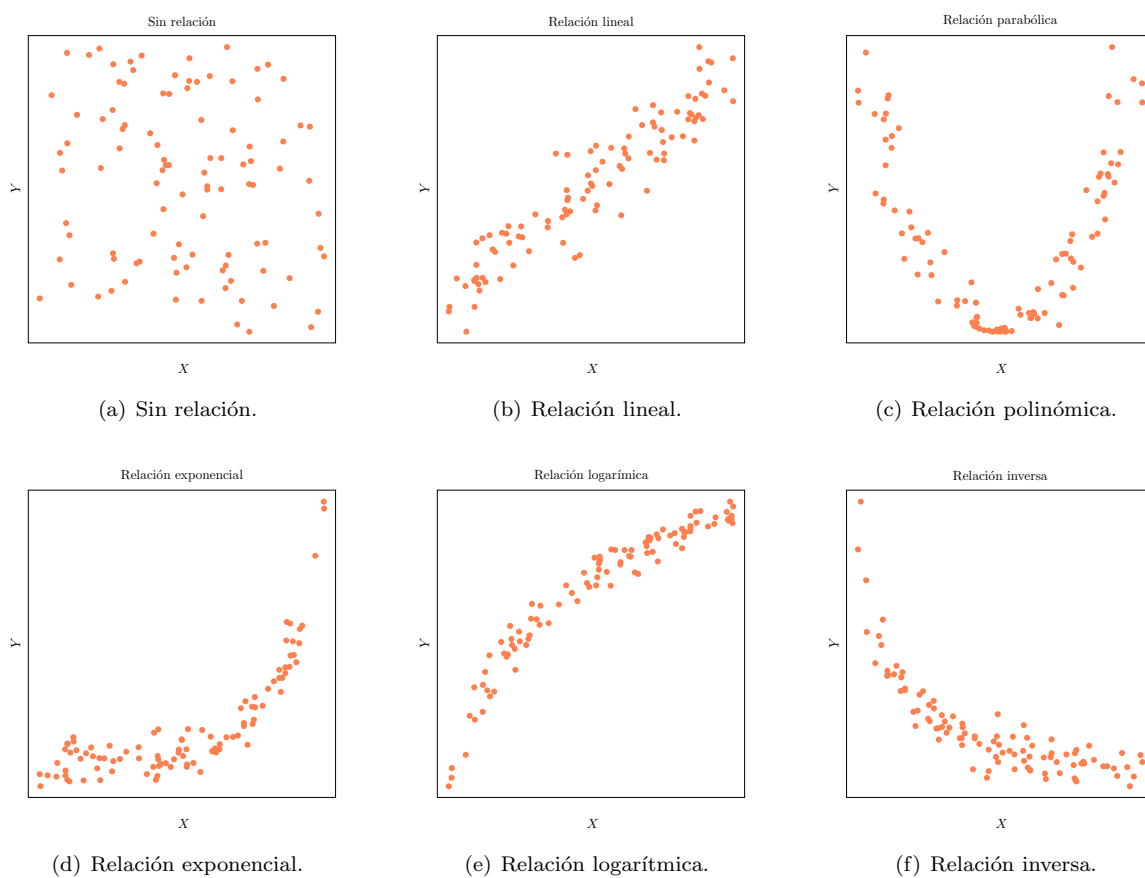 Sin relación
Y
X
(a) Sin relación.
Relación lineal
Y
X
(b) Relación lineal.
Relación parabólica
Y
X
(c) Relación polinómica.
Relación exponencial
Y
X
(d) Relación exponencial.
Relación logarímica
Y
X
(e) Relación logarítmica.
Relación inversa
Y
X
(f) Relación inversa.